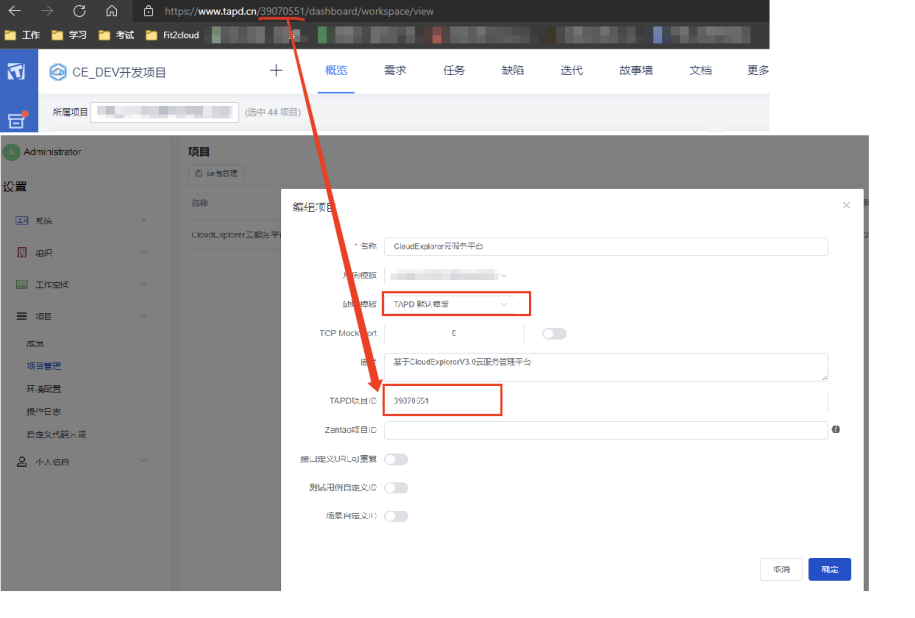 https://www.tapd.cn/39070551/dashboard/workspace/view
工作 学习 考试 Fit2cloud
CE_DEV开发项目 概览 需求 任务 缺陷 迭代 故事墙 文档 更多
所属项目 (选中 44 项目)
Administrator
项目
jar包管理
设置
名称
编辑项目
系统
CloudExplorer云服务平
* 名称 CloudExplorer云服务平台
组织
用例模版
工作空间
缺陷模版 TAPD 默认模版
项目
TCP Mock Port 0
成员
描述 基于CloudExplorerV3.0云服务管理平台
项目管理
环境配置
TAPD项目ID 39070551
操作日志
Zentao项目ID
自定义代码片段
个人信息
接口定义URL可重复
测试用例自定义ID
场景自定义ID
取消 确定